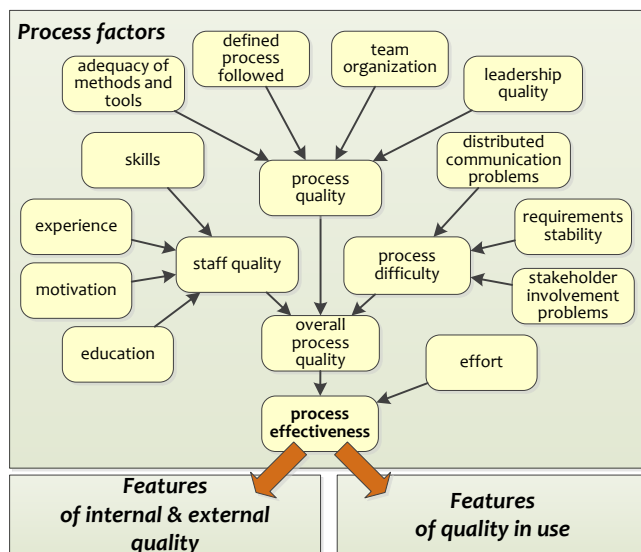 Process factors
adequacy of
methods and
tools
defined
process
followed
team
organization
leadership
quality
skills
process
quality
distributed
communication
problems
experience
requirements
stability
staff quality
process
difficulty
motivation
stakeholder
involvement
problems
education
overall
process
quality
effort
process
effectiveness
Features
of internal & external
quality
Features
of quality in use